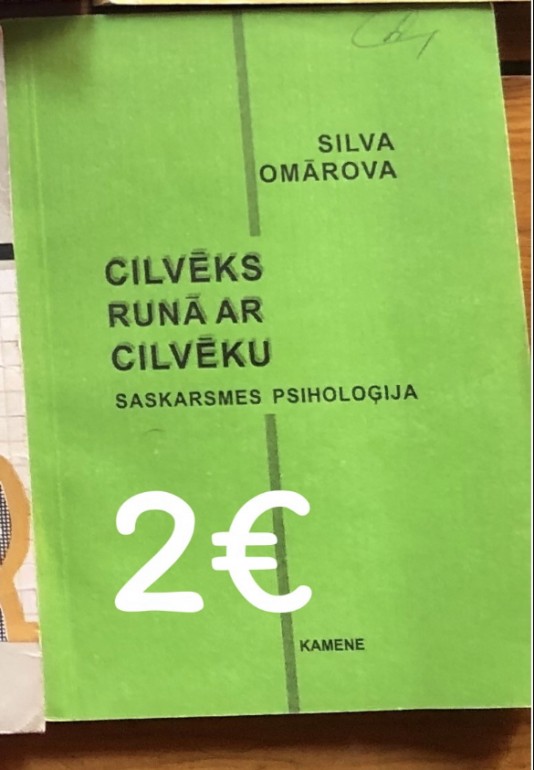 SILVA
OMĀROVA
CILVĒKS
RUNĀ AR
CILVĒKU
SASKARSMES PSIHOLOĢIJA
2€
KAMENE